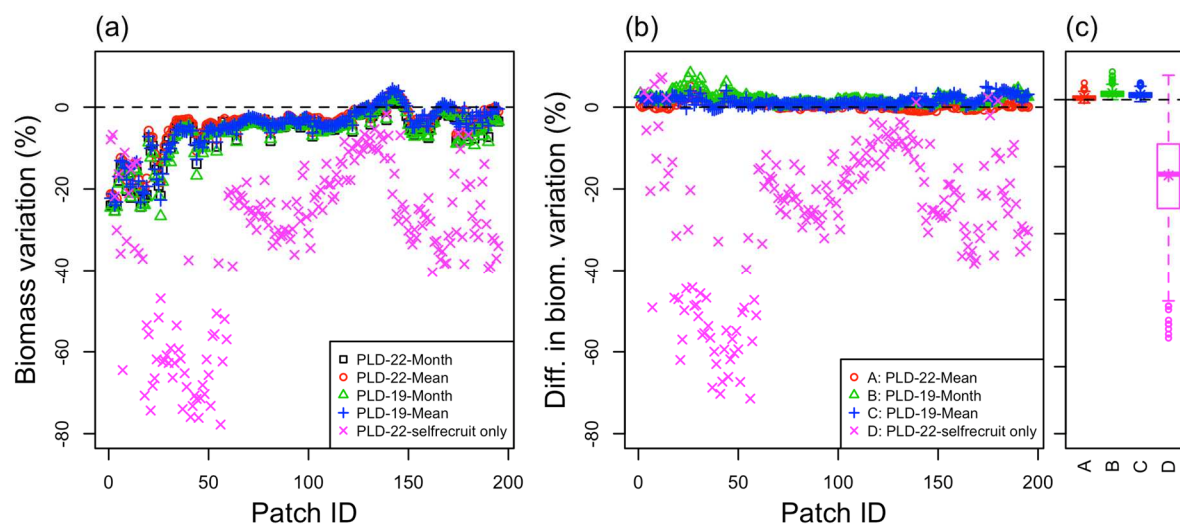 (a)
(b)
(c)
Biomass variation (%)
0
-20
-40
-60
-80
0
50
100
150
200
Patch ID
PLD-22-Month
PLD-22-Mean
PLD-19-Month
PLD-19-Mean
PLD-22-selfrecruit only
Diff. in biom. variation (%)
0
-20
-40
-60
-80
0
50
100
150
200
Patch ID
A: PLD-22-Mean
B: PLD-19-Month
C: PLD-19-Mean
D: PLD-22-selfrecruit only
A
B
C
D